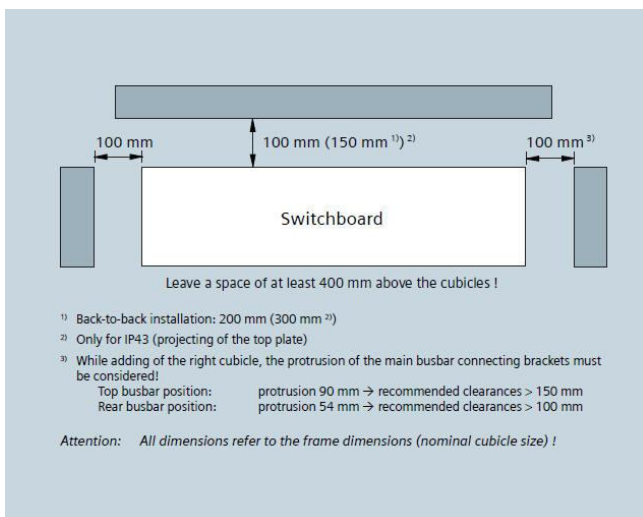 100 mm
100 mm (150 mm ¹⁾) ²⁾
100 mm ³⁾
Switchboard
Leave a space of at least 400 mm above the cubicles !
¹⁾ Back-to-back installation: 200 mm (300 mm ²⁾)
²⁾ Only for IP43 (projecting of the top plate)
³⁾ While adding of the right cubicle, the protrusion of the main busbar connecting brackets must
be considered!
Top busbar position: protrusion 90 mm → recommended clearances > 150 mm
Rear busbar position: protrusion 54 mm → recommended clearances > 100 mm
Attention: All dimensions refer to the frame dimensions (nominal cubicle size) !